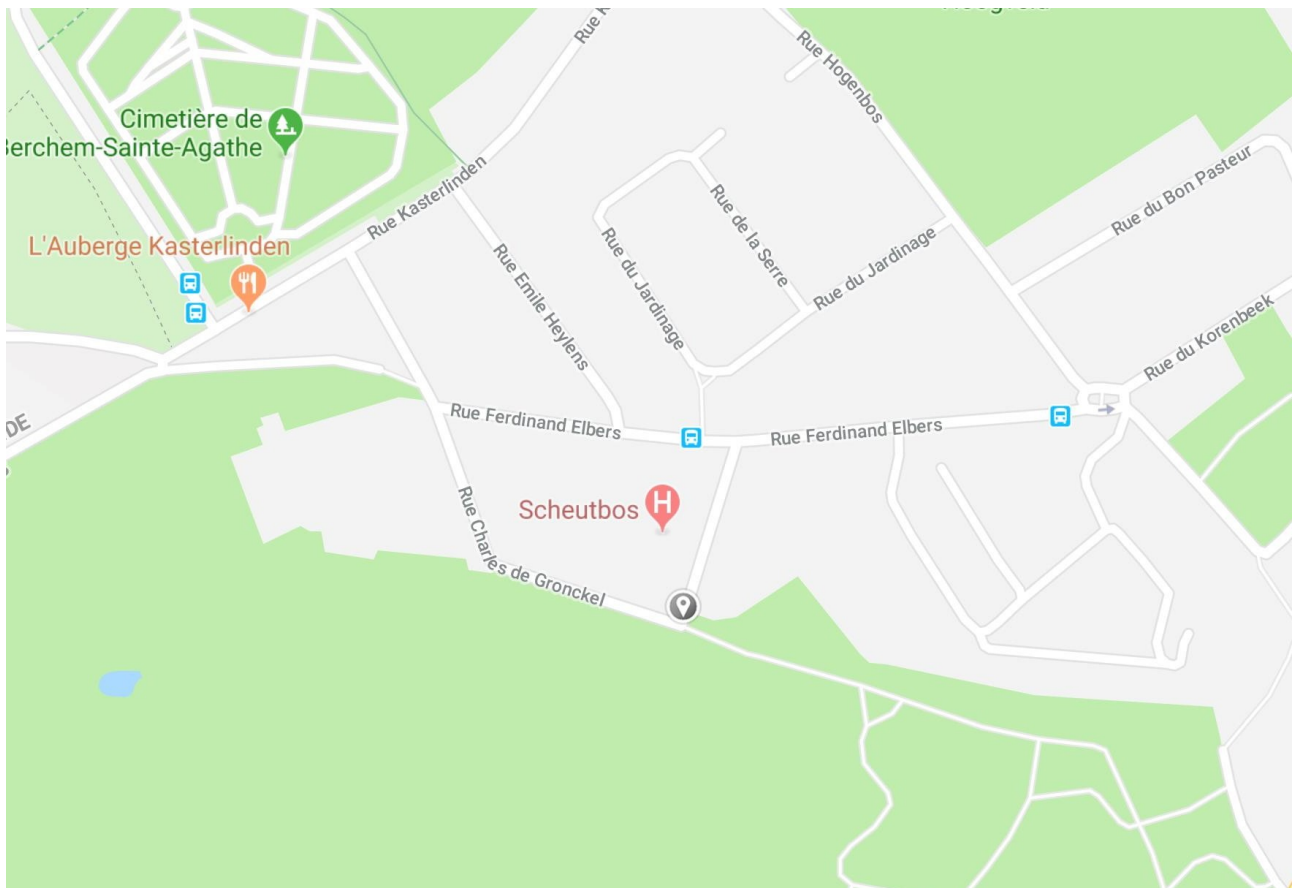 Rue Hogenbos
Cimetière de
Berchem-Sainte-Agathe
Rue Kasterlinden
Rue du Bon Pasteur
L'Auberge Kasterlinden
Rue de la Serre
Rue du Jardinage
Rue Emile Heylens
Rue du Jardinage
Rue du Korenbeek
DE
Rue Ferdinand Elbers
Rue Ferdinand Elbers
Scheutbos
H
Rue Charles de Gronckel